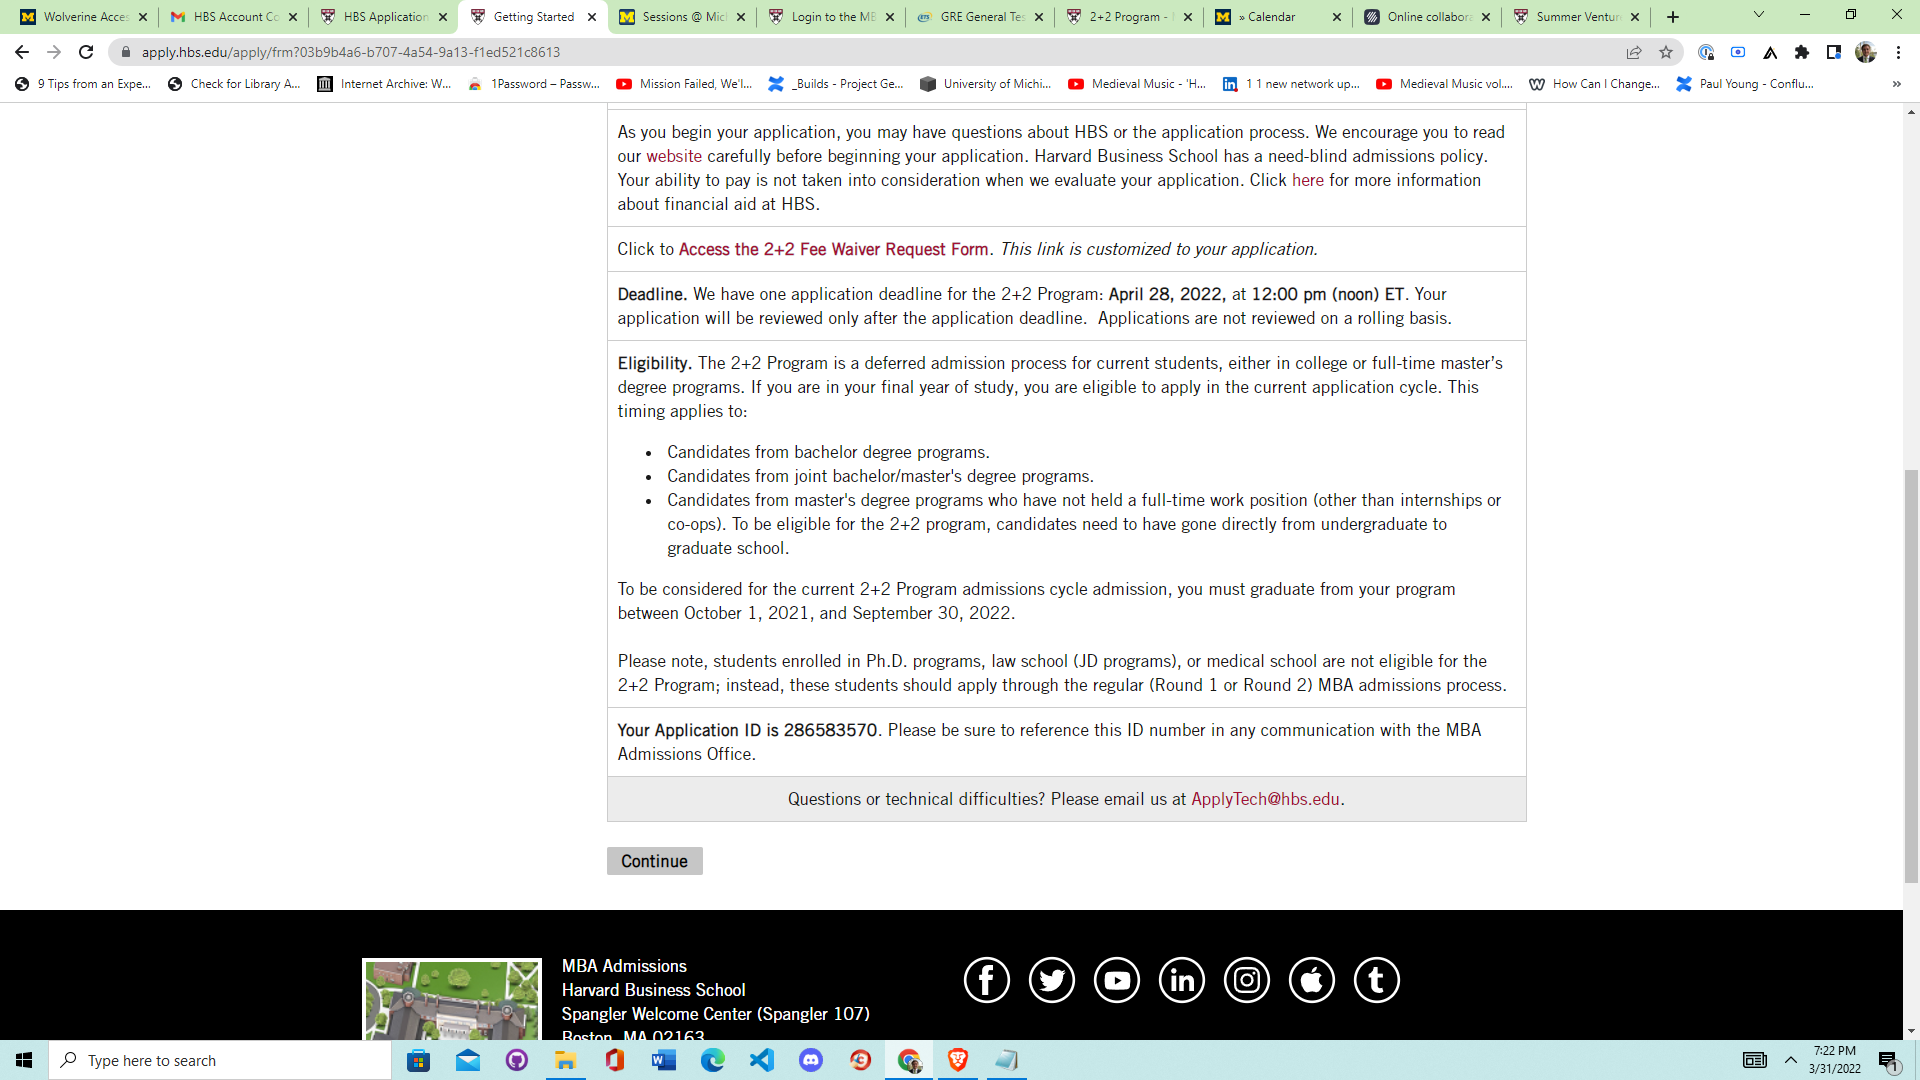 Wolverine Acces
HBS Account Co
HBS Application
Getting Started
Sessions @ Mic
Login to the MB
GRE General Tes
2+2 Program -
» Calendar
Online collabora
Summer Ventur
apply.hbs.edu/apply/frm?03b9b4a6-b707-4a54-9a13-f1ed521c8613
9 Tips from an Expe...
Check for Library A...
Internet Archive: W...
1Password – Passw...
Mission Failed, We'l...
_Builds - Project Ge...
University of Michi...
Medieval Music - 'H...
1 1 new network up...
Medieval Music vol....
How Can I Change...
Paul Young - Conflu...
»
As you begin your application, you may have questions about HBS or the application process. We encourage you to read
our website carefully before beginning your application. Harvard Business School has a need-blind admissions policy.
Your ability to pay is not taken into consideration when we evaluate your application. Click here for more information
about financial aid at HBS.
Click to Access the 2+2 Fee Waiver Request Form. This link is customized to your application.
Deadline. We have one application deadline for the 2+2 Program: April 28, 2022, at 12:00 pm (noon) ET. Your
application will be reviewed only after the application deadline.  Applications are not reviewed on a rolling basis.
Eligibility. The 2+2 Program is a deferred admission process for current students, either in college or full-time master’s
degree programs. If you are in your final year of study, you are eligible to apply in the current application cycle. This
timing applies to:
• Candidates from bachelor degree programs.
• Candidates from joint bachelor/master's degree programs.
• Candidates from master's degree programs who have not held a full-time work position (other than internships or
co-ops). To be eligible for the 2+2 program, candidates need to have gone directly from undergraduate to
graduate school.
To be considered for the current 2+2 Program admissions cycle admission, you must graduate from your program
between October 1, 2021, and September 30, 2022.
Please note, students enrolled in Ph.D. programs, law school (JD programs), or medical school are not eligible for the
2+2 Program; instead, these students should apply through the regular (Round 1 or Round 2) MBA admissions process.
Your Application ID is 286583570. Please be sure to reference this ID number in any communication with the MBA
Admissions Office.
Questions or technical difficulties? Please email us at ApplyTech@hbs.edu.
Continue
MBA Admissions
Harvard Business School
Spangler Welcome Center (Spangler 107)
Boston, MA 02163
Type here to search
7:22 PM
3/31/2022
1